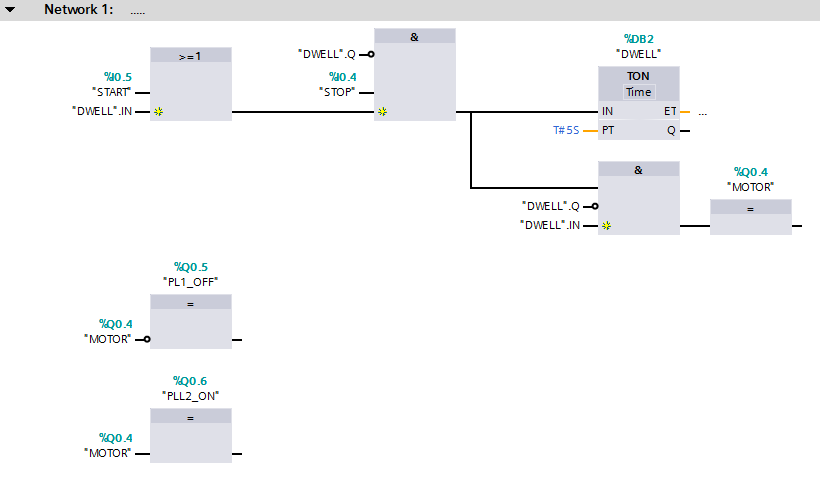 Network 1: .....
>=1
%I0.5
"START"
"DWELL".IN
&
"DWELL".Q
%I0.4
"STOP"
%DB2
"DWELL"
TON
Time
IN ET ...
T#5S PT Q
&
"DWELL".Q
"DWELL".IN
%Q0.4
"MOTOR"
=
%Q0.5
"PL1_OFF"
=
%Q0.4
"MOTOR"
%Q0.6
"PLL2_ON"
=
%Q0.4
"MOTOR"